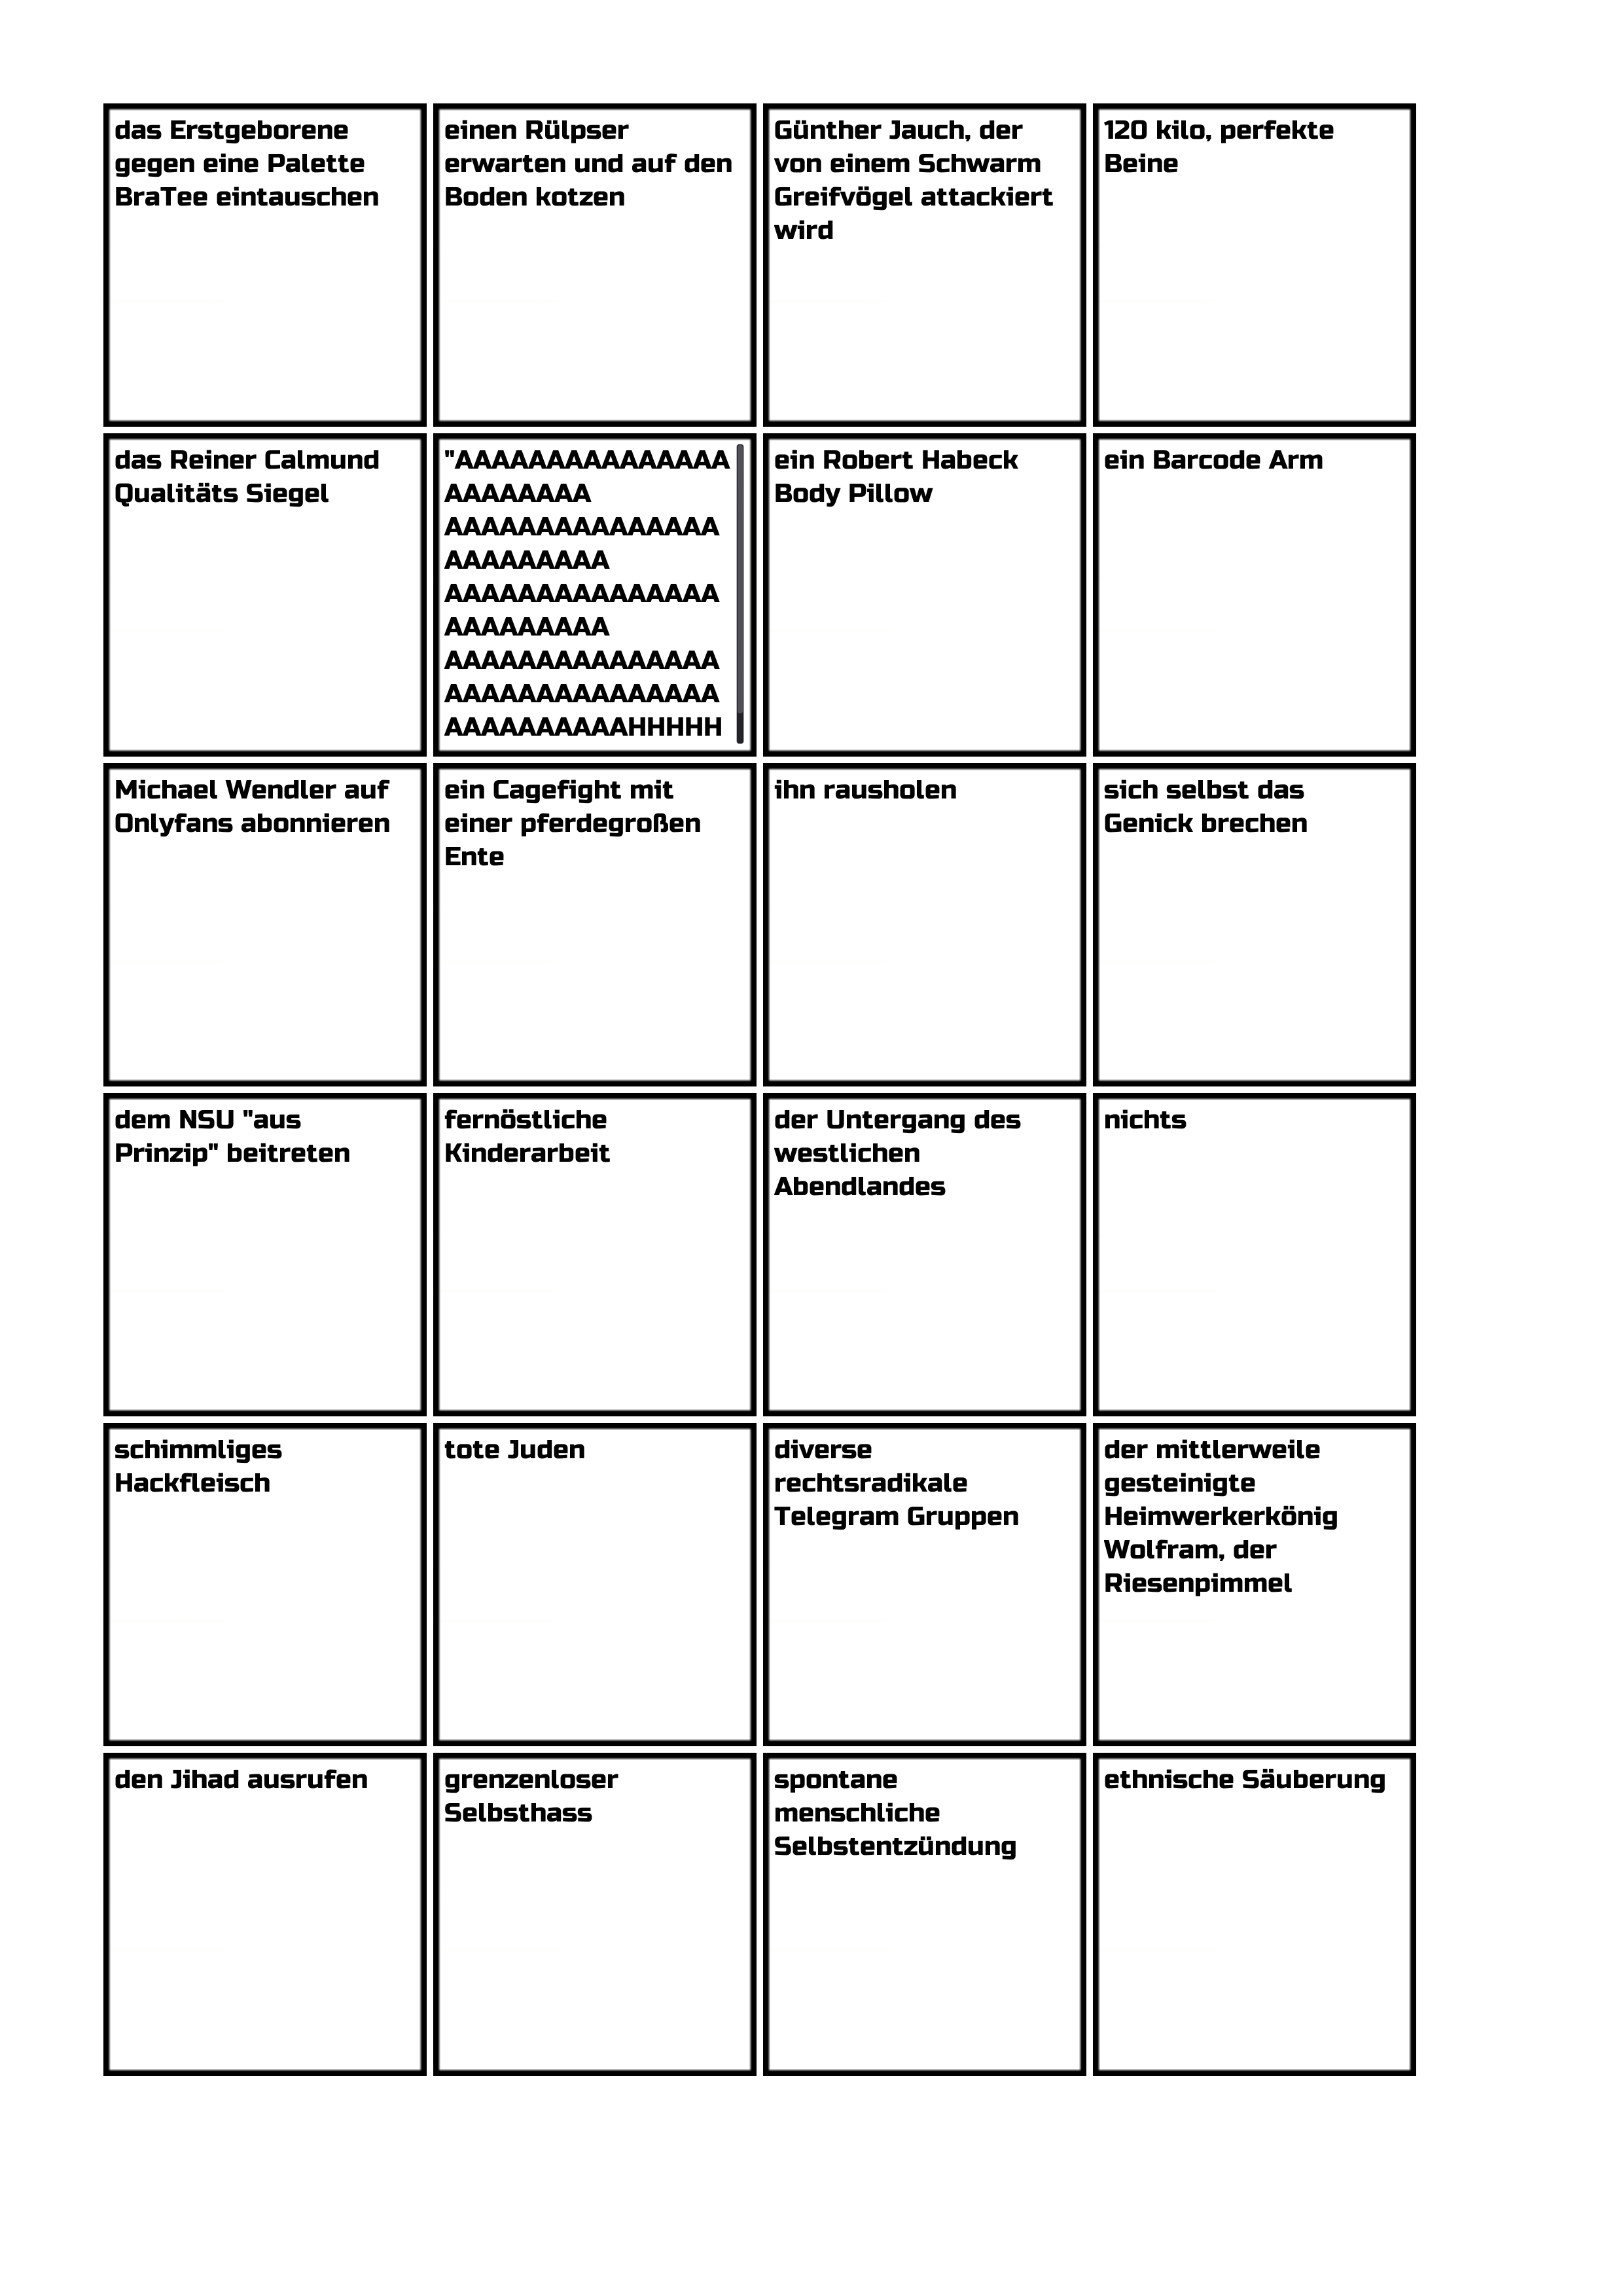 das Erstgeborene
gegen eine Palette
BraTee eintauschen
einen Rülpser
erwarten und auf den
Boden kotzen
Günther Jauch, der
von einem Schwarm
Greifvögel attackiert
wird
120 kilo, perfekte
Beine
das Reiner Calmund
Qualitäts Siegel
"AAAAAAAAAAAAAAA
AAAAAAAA
AAAAAAAAAAAAAAA
AAAAAAAAA
AAAAAAAAAAAAAAA
AAAAAAAAA
AAAAAAAAAAAAAAA
AAAAAAAAAAAAAAA
AAAAAAAAAAHHHHH
ein Robert Habeck
Body Pillow
ein Barcode Arm
Michael Wendler auf
Onlyfans abonnieren
ein Cagefight mit
einer pferdegroßen
Ente
ihn rausholen
sich selbst das
Genick brechen
dem NSU "aus
Prinzip" beitreten
fernöstliche
Kinderarbeit
der Untergang des
westlichen
Abendlandes
nichts
schimmliges
Hackfleisch
tote Juden
diverse
rechtsradikale
Telegram Gruppen
der mittlerweile
gesteinigte
Heimwerkerkönig
Wolfram, der
Riesenpimmel
den Jihad ausrufen
grenzenloser
Selbsthass
spontane
menschliche
Selbstentzündung
ethnische Säuberung